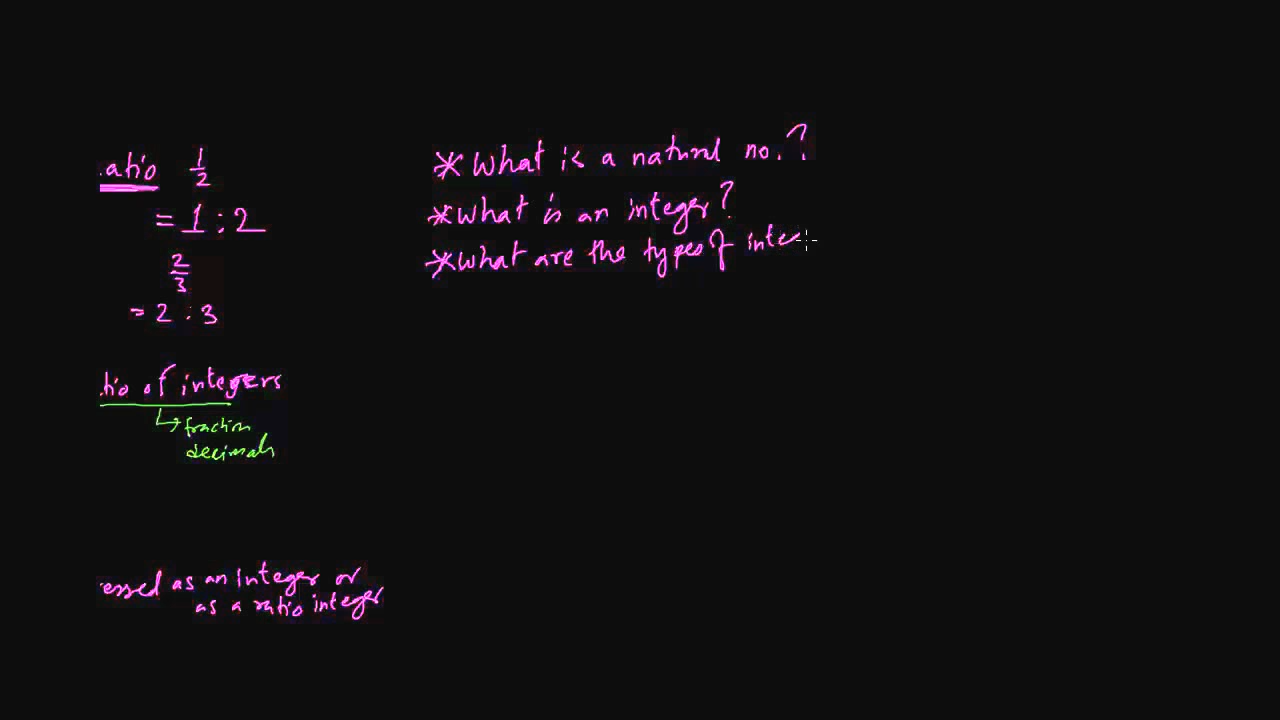 .atio 1/2
= 1 : 2
2/3
= 2 : 3
tio of integers
fraction
decimals
essed as an integer or
as a ratio integer
* What is a natural no.?
* What is an integer?
* What are the types of inte